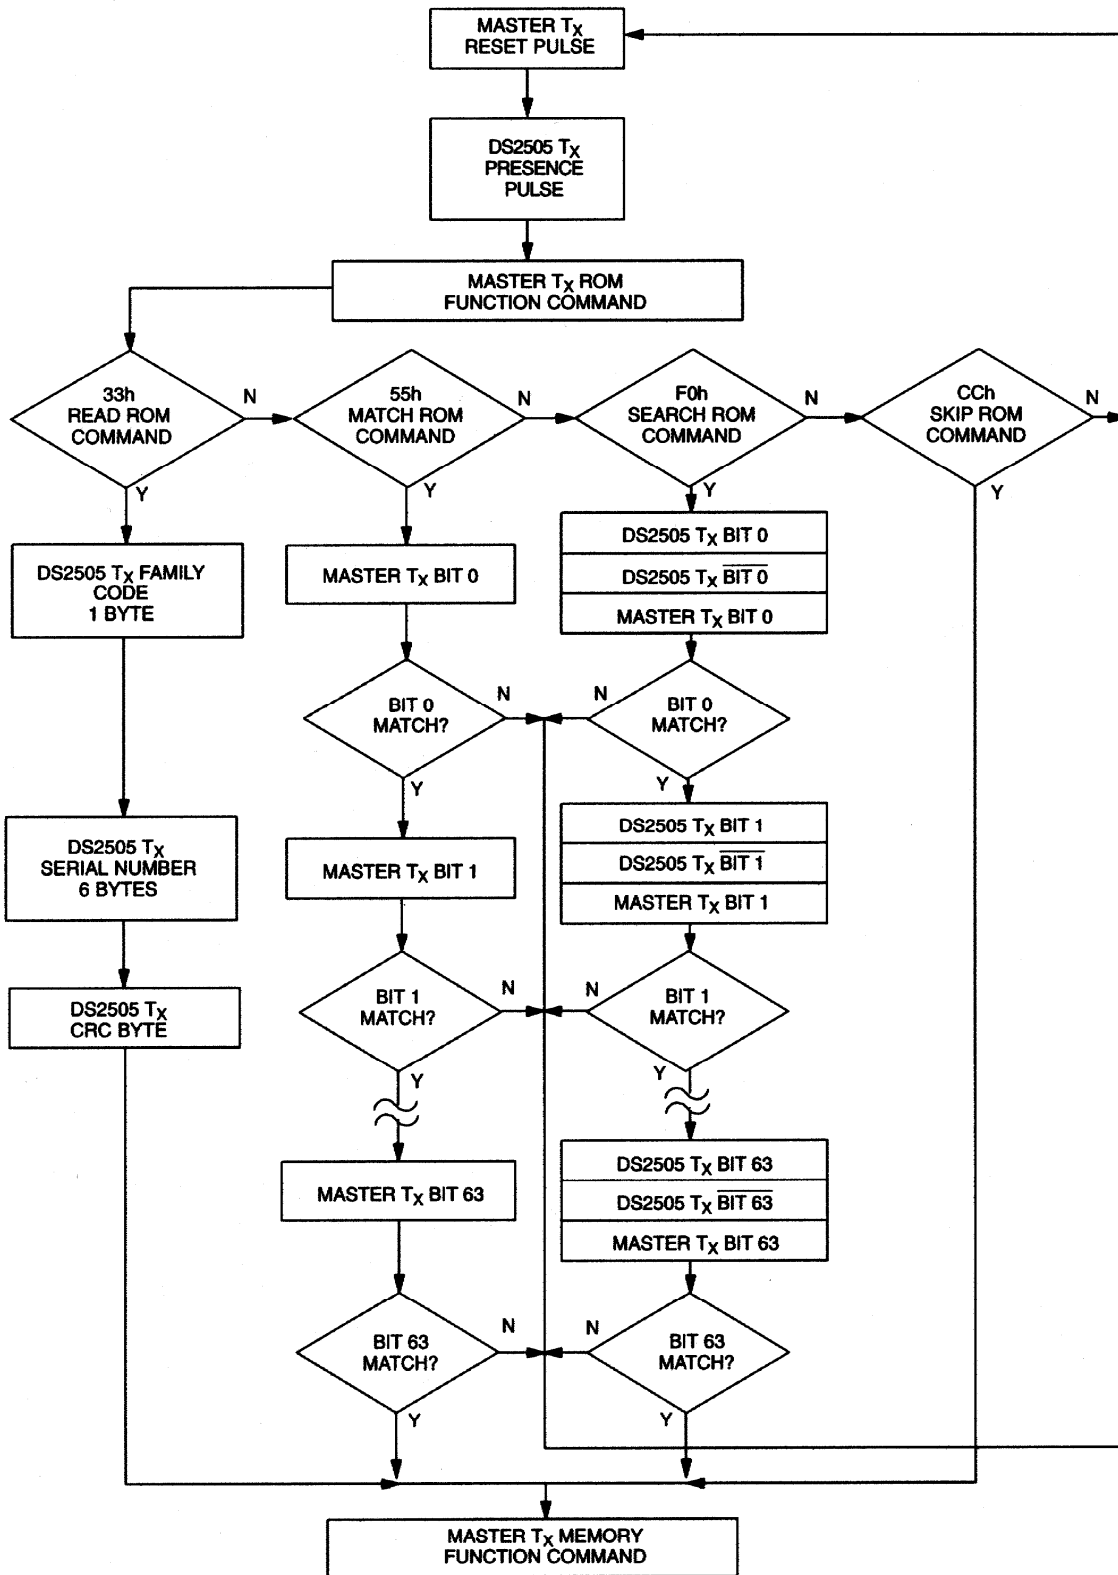 MASTER TX
RESET PULSE
DS2505 TX
PRESENCE
PULSE
MASTER TX ROM
FUNCTION COMMAND
33h
READ ROM
COMMAND
N
Y
55h
MATCH ROM
COMMAND
N
Y
F0h
SEARCH ROM
COMMAND
N
Y
CCh
SKIP ROM
COMMAND
N
Y
DS2505 TX FAMILY
CODE
1 BYTE
DS2505 TX
SERIAL NUMBER
6 BYTES
DS2505 TX
CRC BYTE
MASTER TX BIT 0
BIT 0
MATCH?
N
Y
MASTER TX BIT 1
BIT 1
MATCH?
N
Y
MASTER TX BIT 63
BIT 63
MATCH?
N
Y
DS2505 TX BIT 0
DS2505 TX BIT 0
MASTER TX BIT 0
BIT 0
MATCH?
N
Y
DS2505 TX BIT 1
DS2505 TX BIT 1
MASTER TX BIT 1
BIT 1
MATCH?
N
Y
DS2505 TX BIT 63
DS2505 TX BIT 63
MASTER TX BIT 63
BIT 63
MATCH?
N
Y
MASTER TX MEMORY
FUNCTION COMMAND